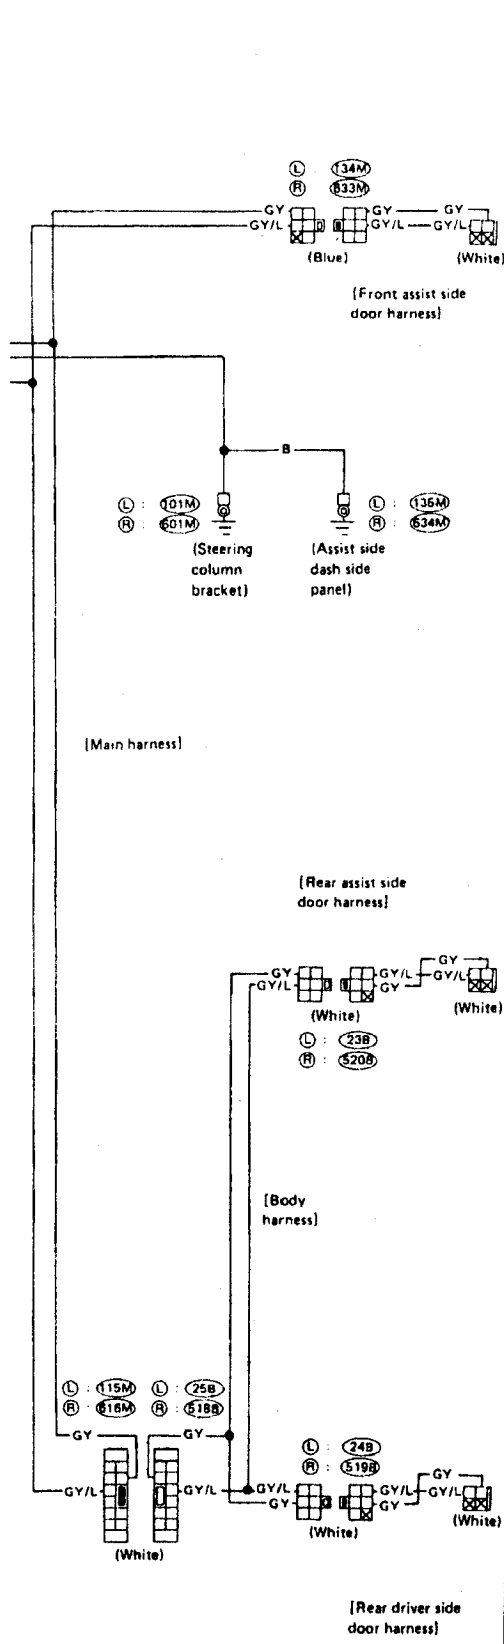 L : 134M
R : 633M
GY GY GY
GY/L GY/L GY/L
(Blue) (White)
[Front assist side
door harness]
B
L : 101M L : 136M
R : 601M R : 634M
(Steering
column
bracket)
(Assist side
dash side
panel)
[Main harness]
[Rear assist side
door harness]
GY GY/L GY
GY/L GY GY/L
(White) (White)
L : 23B
R : 520B
[Body
harness]
L : 115M L : 25B
R : 616M R : 518B
GY GY
L : 24B
R : 519B
GY/L GY/L GY/L GY/L GY
GY GY GY/L
(White) (White) (White)
[Rear driver side
door harness]